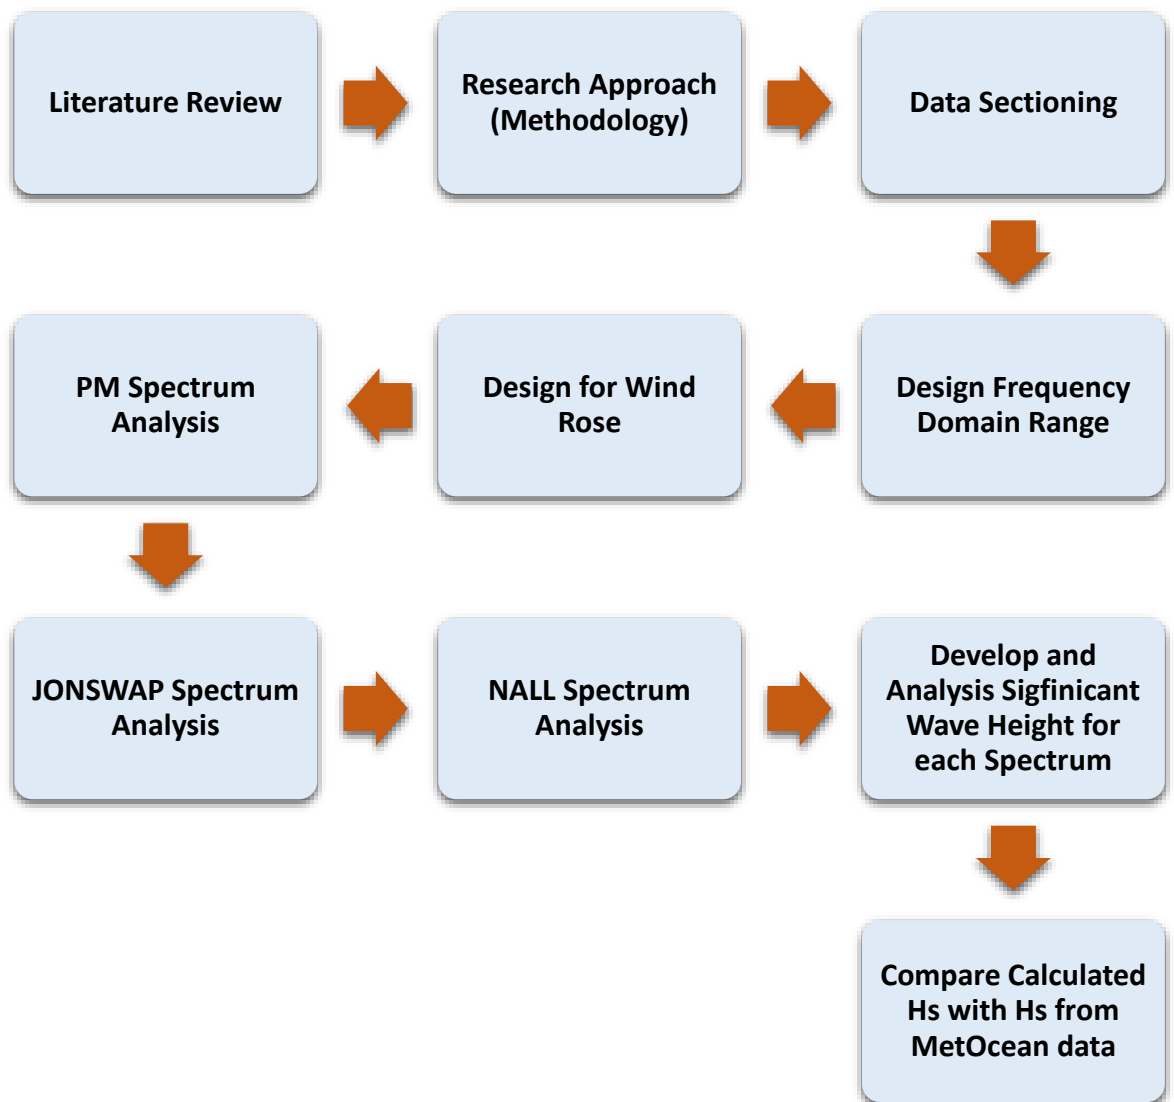 Literature Review
Research Approach
(Methodology)
Data Sectioning
Design Frequency
Domain Range
Design for Wind
Rose
PM Spectrum
Analysis
JONSWAP Spectrum
Analysis
NALL Spectrum
Analysis
Develop and
Analysis Sigfinicant
Wave Height for
each Spectrum
Compare Calculated
Hs with Hs from
MetOcean data